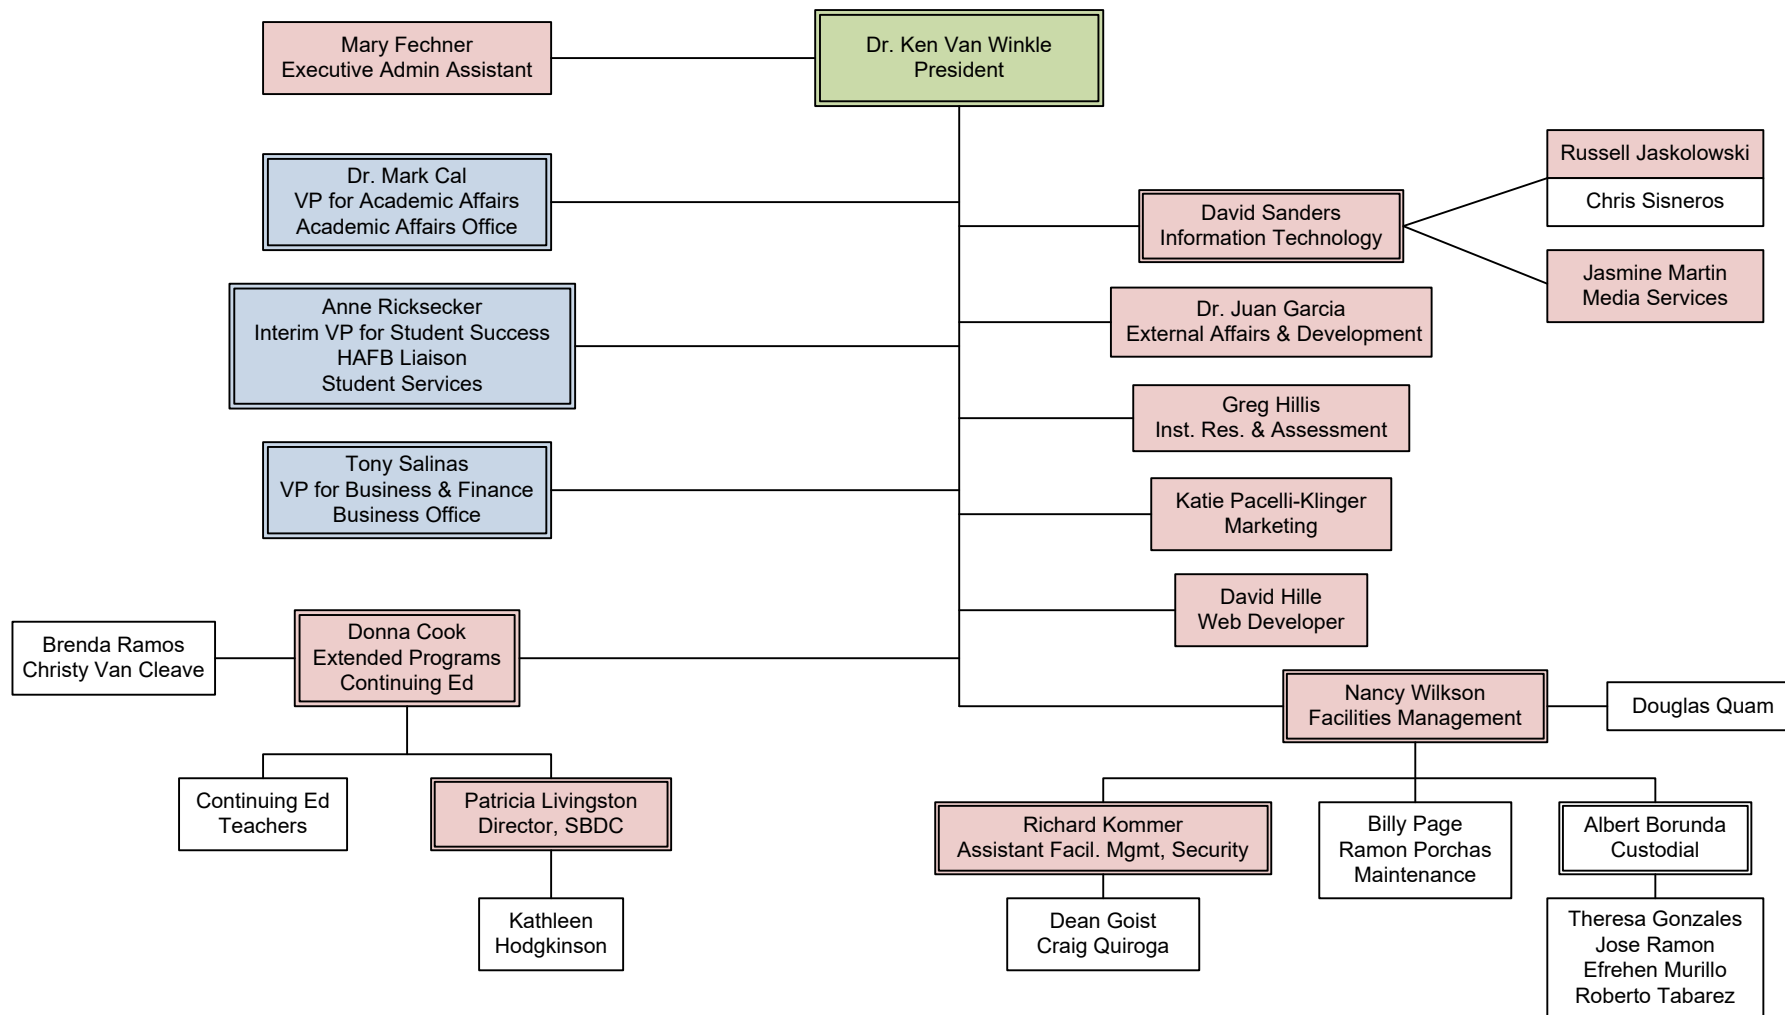 Mary Fechner
Executive Admin Assistant
Dr. Ken Van Winkle
President
Dr. Mark Cal
VP for Academic Affairs
Academic Affairs Office
Russell Jaskolowski
Chris Sisneros
David Sanders
Information Technology
Jasmine Martin
Media Services
Anne Ricksecker
Interim VP for Student Success
HAFB Liaison
Student Services
Dr. Juan Garcia
External Affairs & Development
Greg Hillis
Inst. Res. & Assessment
Tony Salinas
VP for Business & Finance
Business Office
Katie Pacelli-Klinger
Marketing
David Hille
Web Developer
Brenda Ramos
Christy Van Cleave
Donna Cook
Extended Programs
Continuing Ed
Nancy Wilkson
Facilities Management
Douglas Quam
Continuing Ed
Teachers
Patricia Livingston
Director, SBDC
Richard Kommer
Assistant Facil. Mgmt, Security
Billy Page
Ramon Porchas
Maintenance
Albert Borunda
Custodial
Kathleen
Hodgkinson
Dean Goist
Craig Quiroga
Theresa Gonzales
Jose Ramon
Efrehen Murillo
Roberto Tabarez